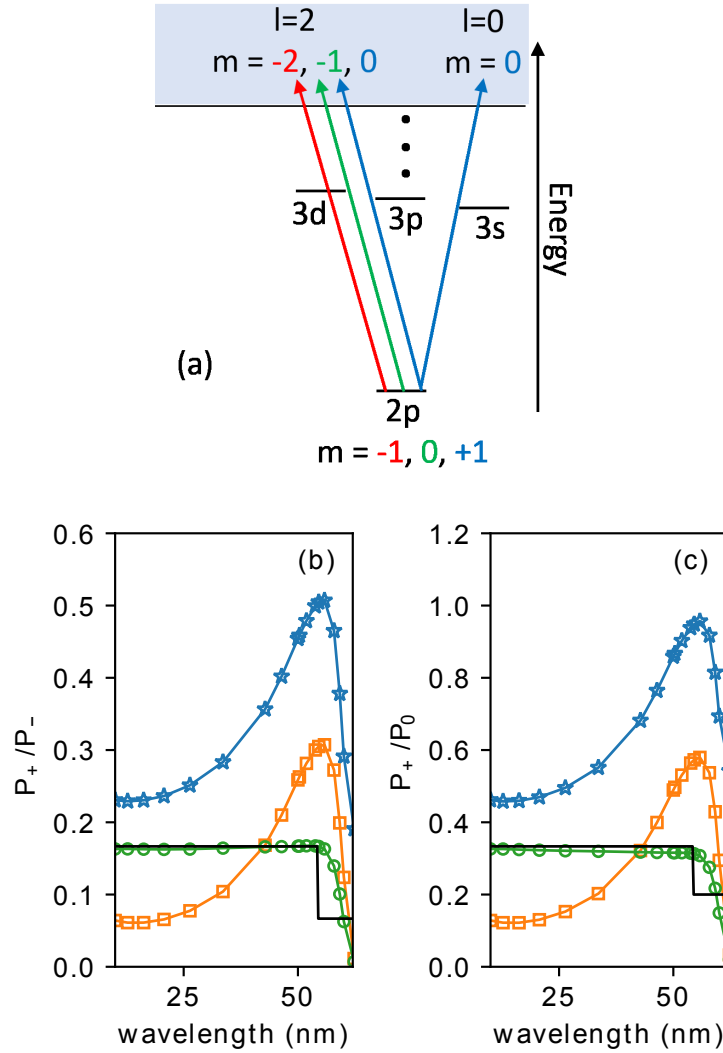 l=2 l=0
m = -2, -1, 0 m = 0
3d 3p 3s
Energy
(a)
2p
m = -1, 0, +1
(b)
0.6
0.5
0.4
0.3
0.2
0.1
0.0
P+/P−
25 50
wavelength (nm)
(c)
1.2
1.0
0.8
0.6
0.4
0.2
0.0
P+/P0
25 50
wavelength (nm)